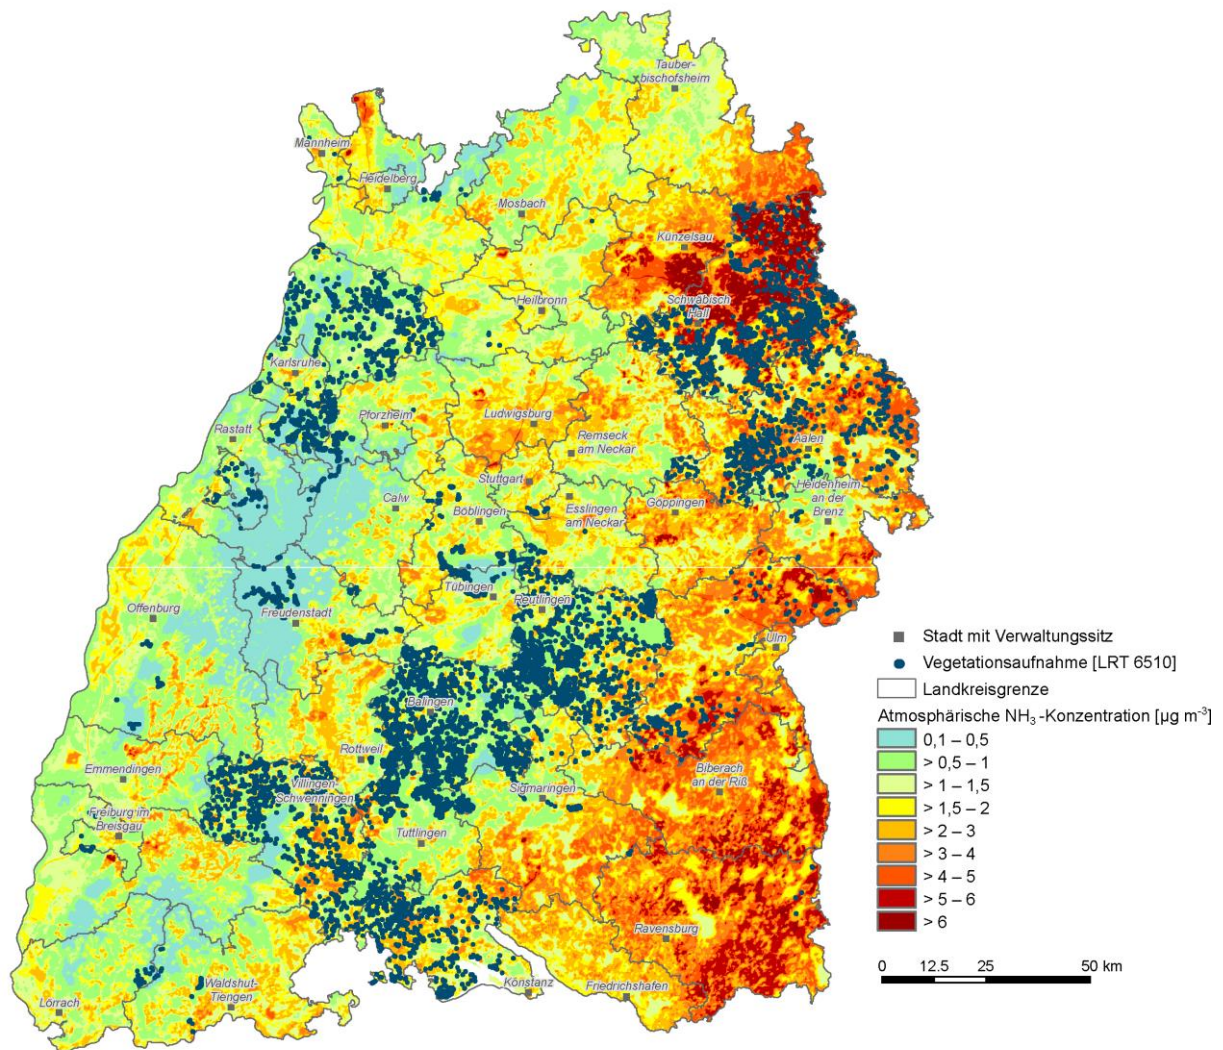 Tauber-
bischofsheim
Mannheim
Heidelberg
Mosbach
Künzelsau
Heilbronn
Schwäbisch
Hall
Karlsruhe
Pforzheim
Ludwigsburg
Rastatt
Remseck
am Neckar
Aalen
Stuttgart
Calw
Böblingen
Esslingen
am Neckar
Göppingen
Heidenheim
an der
Brenz
Tübingen
Reutlingen
Offenburg
Freudenstadt
Ulm
Balingen
Rottweil
Emmendingen
Villingen-
Schwenningen
Sigmaringen
Biberach
an der Riß
Freiburg im
Breisgau
Tuttlingen
Ravensburg
Waldshut-
Tiengen
Konstanz
Friedrichshafen
Lörrach
Stadt mit Verwaltungssitz
Vegetationsaufnahme [LRT 6510]
Landkreisgrenze
Atmosphärische NH₃ -Konzentration [µg m⁻³]
0,1 – 0,5
> 0,5 – 1
> 1 – 1,5
> 1,5 – 2
> 2 – 3
> 3 – 4
> 4 – 5
> 5 – 6
> 6
0 12.5 25 50 km